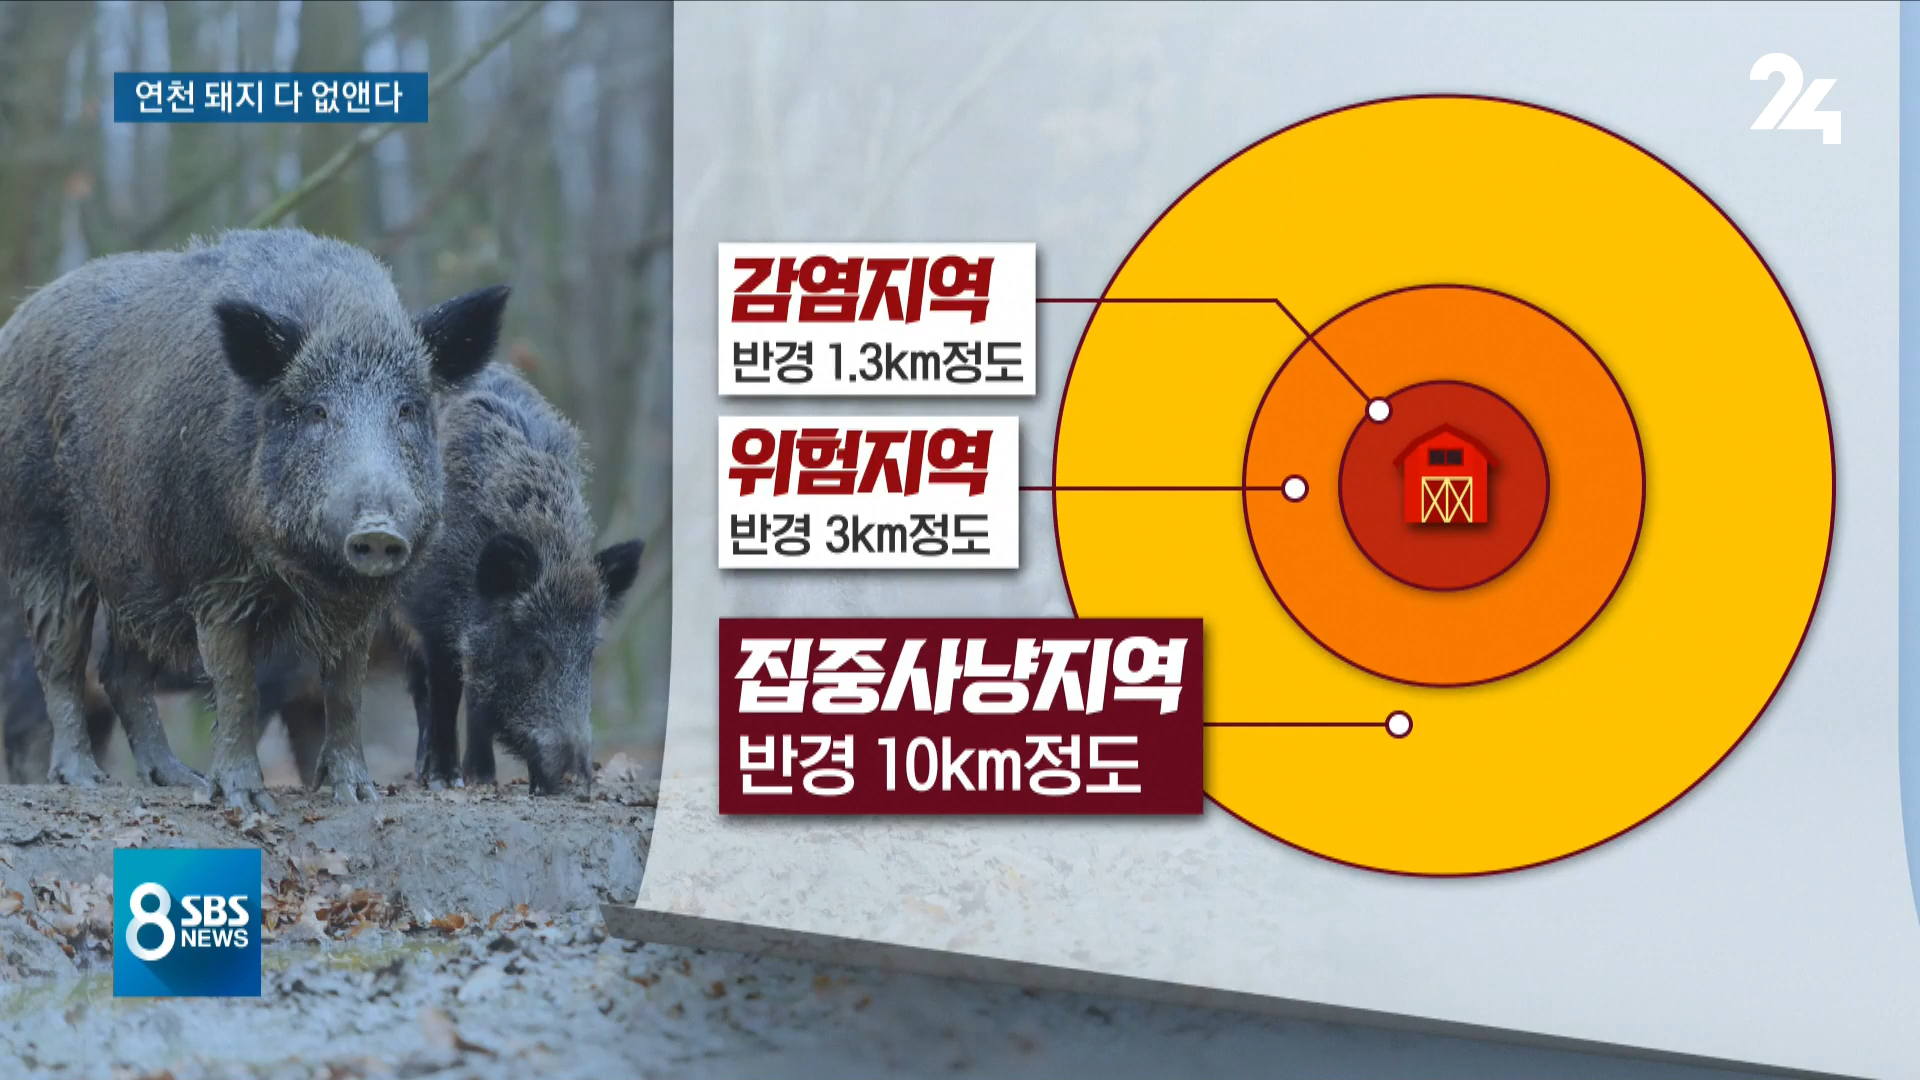 연천 돼지 다 없앤다
24
감염지역
반경 1.3km정도
위험지역
반경 3km정도
집중사냥지역
반경 10km정도
8 SBS
NEWS